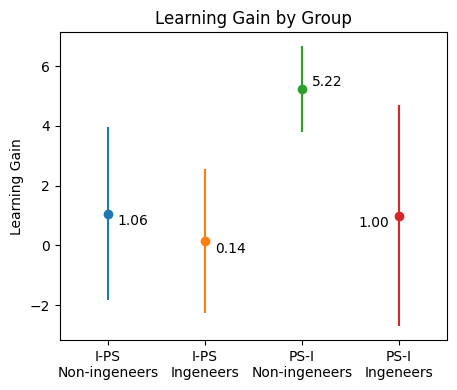 Learning Gain by Group
Learning Gain
6
4
2
0
−2
1.06
0.14
5.22
1.00
I-PS
Non-ingeneers
I-PS
Ingeneers
PS-I
Non-ingeneers
PS-I
Ingeneers